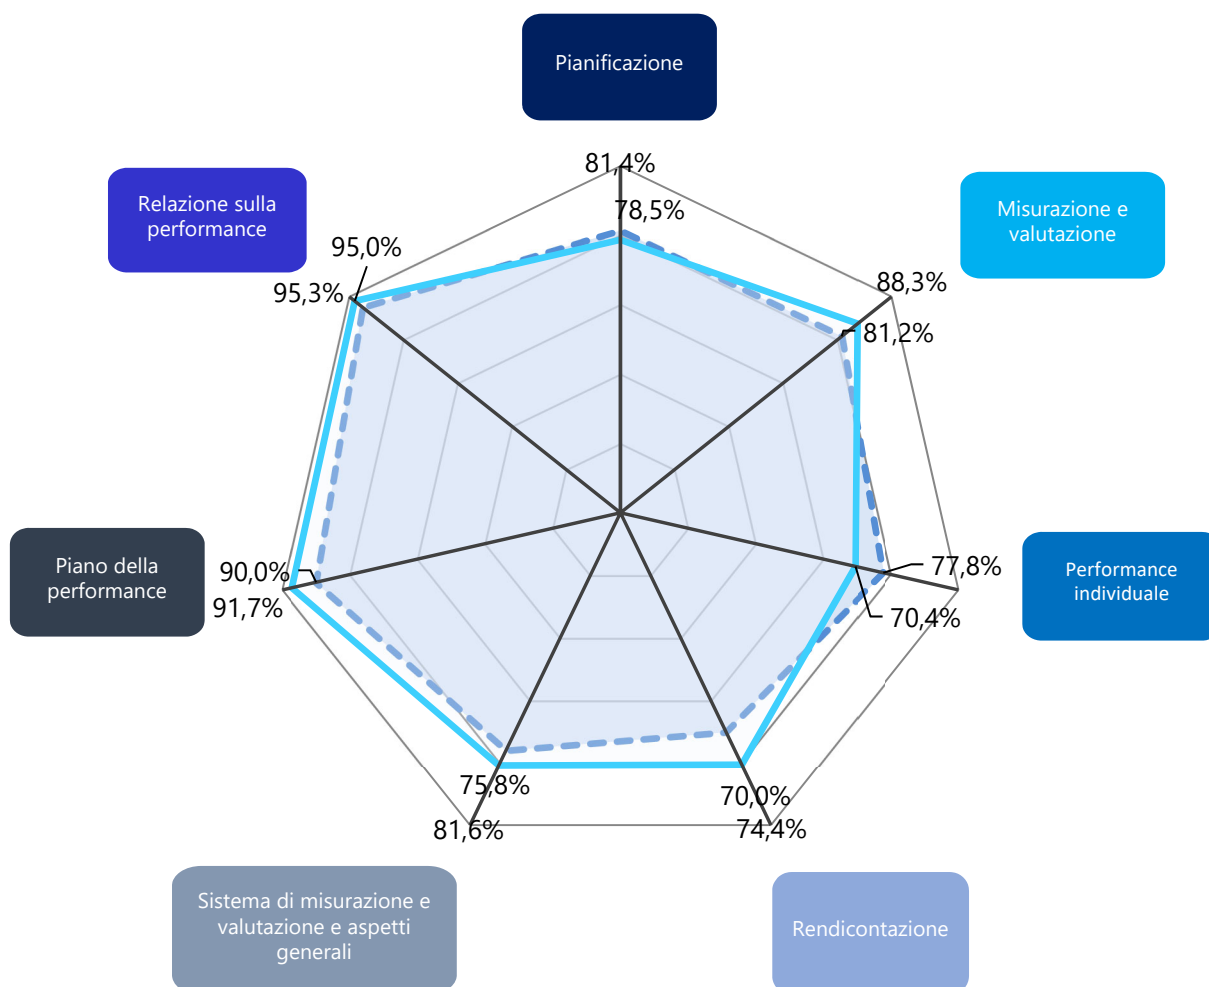 Pianificazione
81,4%
78,5%
Relazione sulla
performance
95,0%
95,3%
Misurazione e
valutazione
88,3%
81,2%
Piano della
performance
90,0%
91,7%
Performance
individuale
77,8%
70,4%
75,8%
81,6%
70,0%
74,4%
Sistema di misurazione e
valutazione e aspetti
generali
Rendicontazione